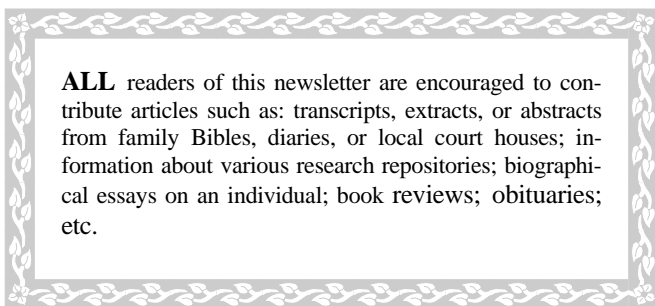 ALL readers of this newsletter are encouraged to con-
tribute articles such as: transcripts, extracts, or abstracts
from family Bibles, diaries, or local court houses; in-
formation about various research repositories; biographi-
cal essays on an individual; book reviews; obituaries;
etc.